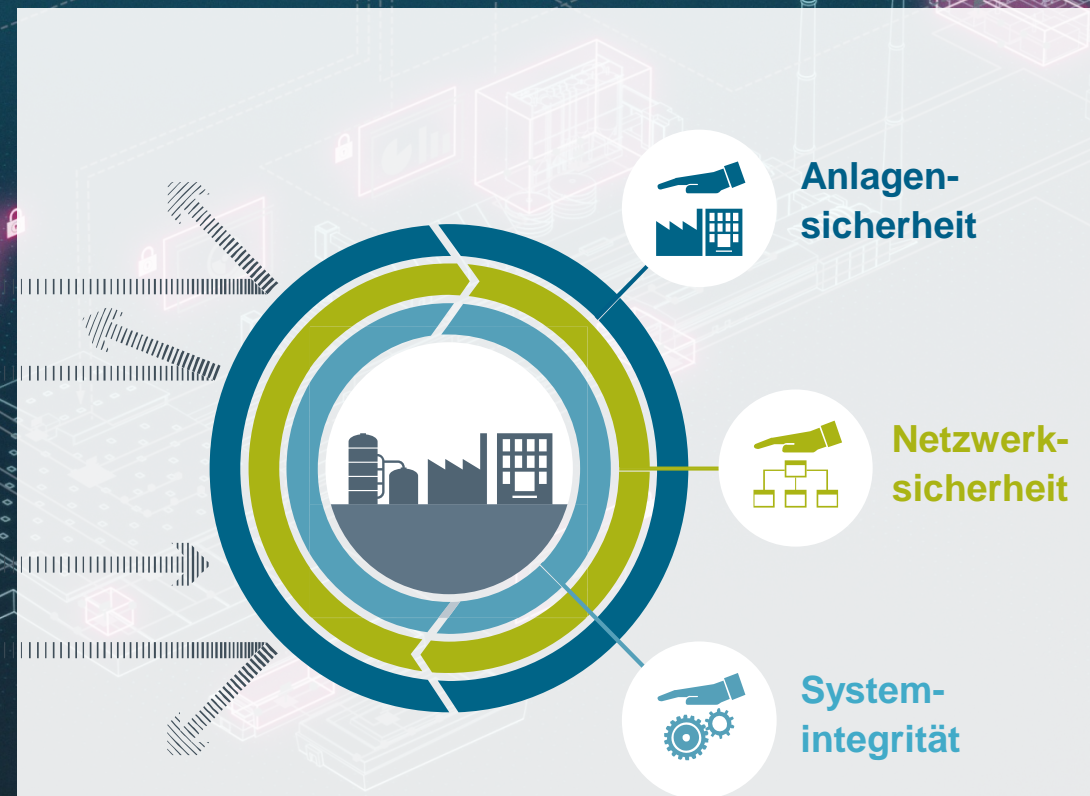 Anlagen-
sicherheit
Netzwerk-
sicherheit
System-
integrität